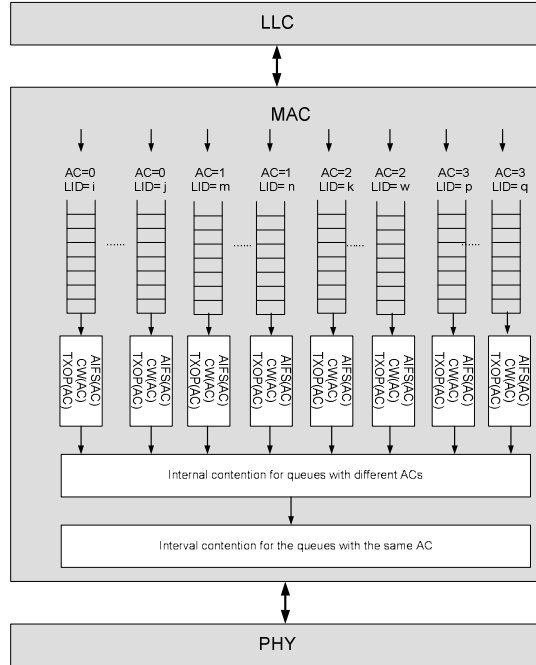 LLC
MAC
AC=0 AC=0 AC=1 AC=1 AC=2 AC=2 AC=3 AC=3
LID= i LID= j LID= m LID= n LID= k LID= w LID= p LID= q
...... ...... ...... ......
AIFS(AC) AIFS(AC) AIFS(AC) AIFS(AC) AIFS(AC) AIFS(AC) AIFS(AC) AIFS(AC)
CW(AC) CW(AC) CW(AC) CW(AC) CW(AC) CW(AC) CW(AC) CW(AC)
TXOP(AC) TXOP(AC) TXOP(AC) TXOP(AC) TXOP(AC) TXOP(AC) TXOP(AC) TXOP(AC)
Internal contention for queues with different ACs
Interval contention for the queues with the same AC
PHY